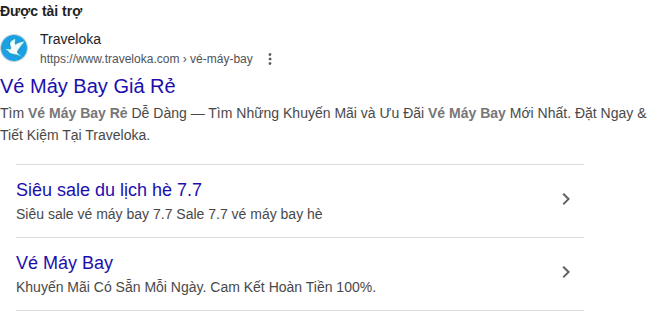 Được tài trợ
Traveloka
https://www.traveloka.com › vé-máy-bay
Vé Máy Bay Giá Rẻ
Tìm Vé Máy Bay Rẻ Dễ Dàng — Tìm Những Khuyến Mãi và Ưu Đãi Vé Máy Bay Mới Nhất. Đặt Ngay &
Tiết Kiệm Tại Traveloka.
Siêu sale du lịch hè 7.7
Siêu sale vé máy bay 7.7 Sale 7.7 vé máy bay hè
Vé Máy Bay
Khuyến Mãi Có Sẵn Mỗi Ngày. Cam Kết Hoàn Tiền 100%.